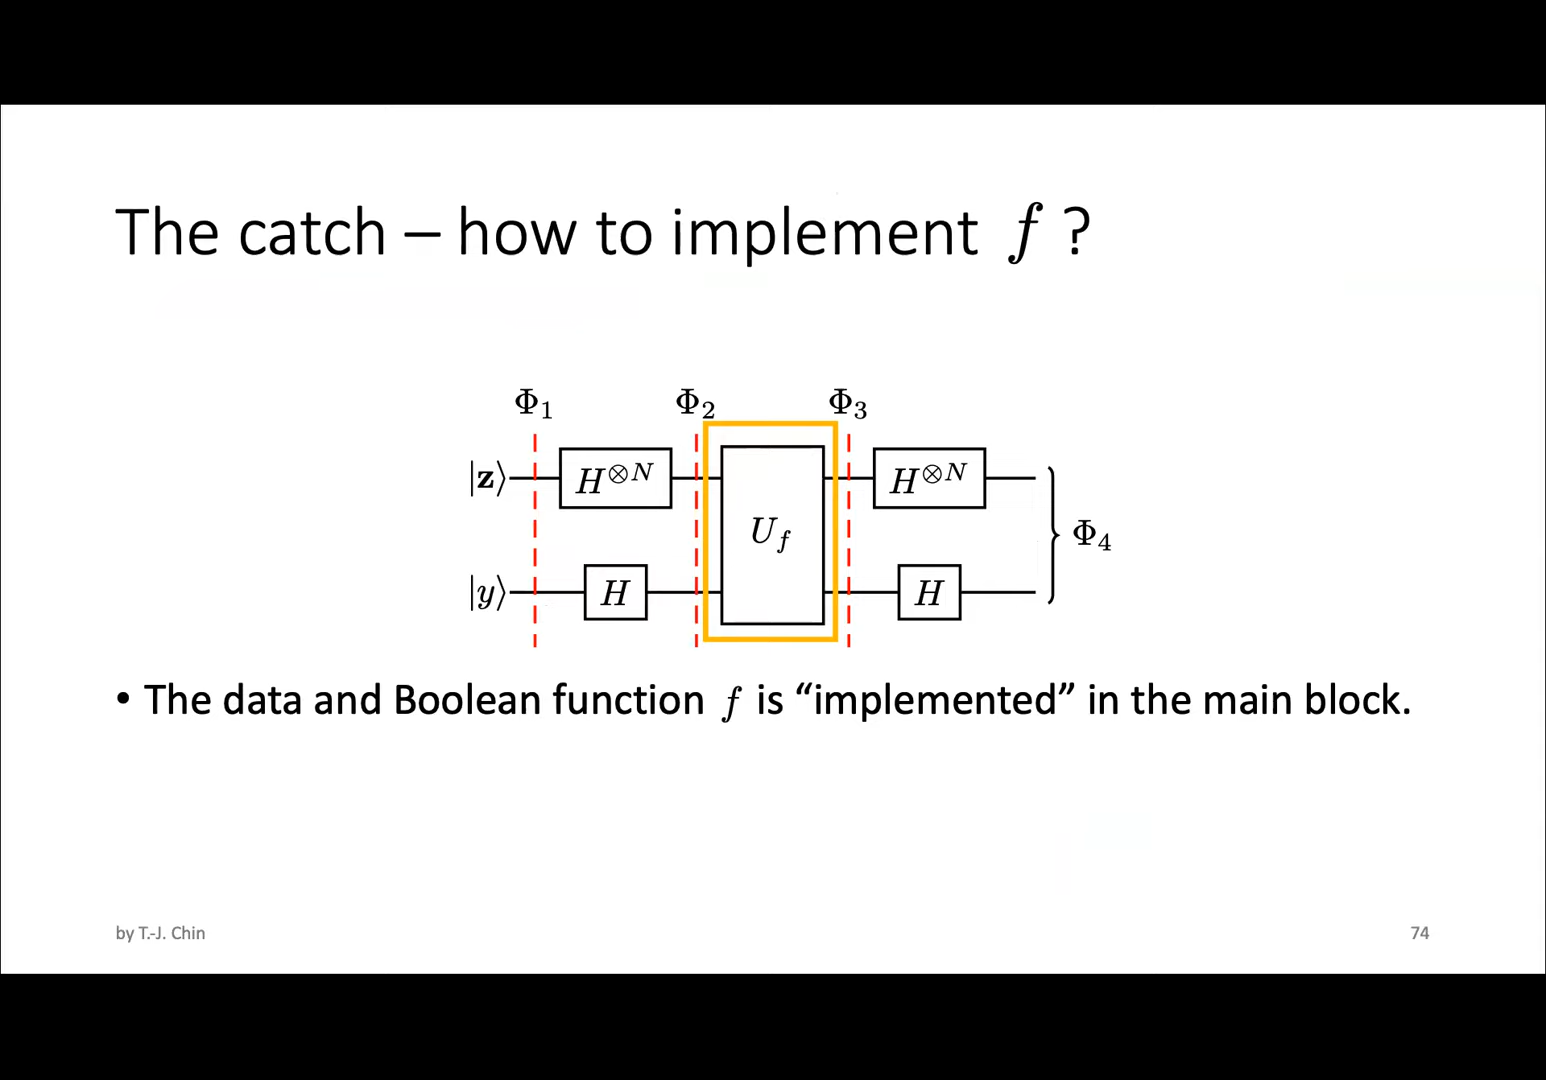 The catch – how to implement f ?
Φ1 Φ2 Φ3
|z⟩ H⊗N H⊗N
Uf Φ4
|y⟩ H H
• The data and Boolean function f is “implemented” in the main block.
by T.-J. Chin 74